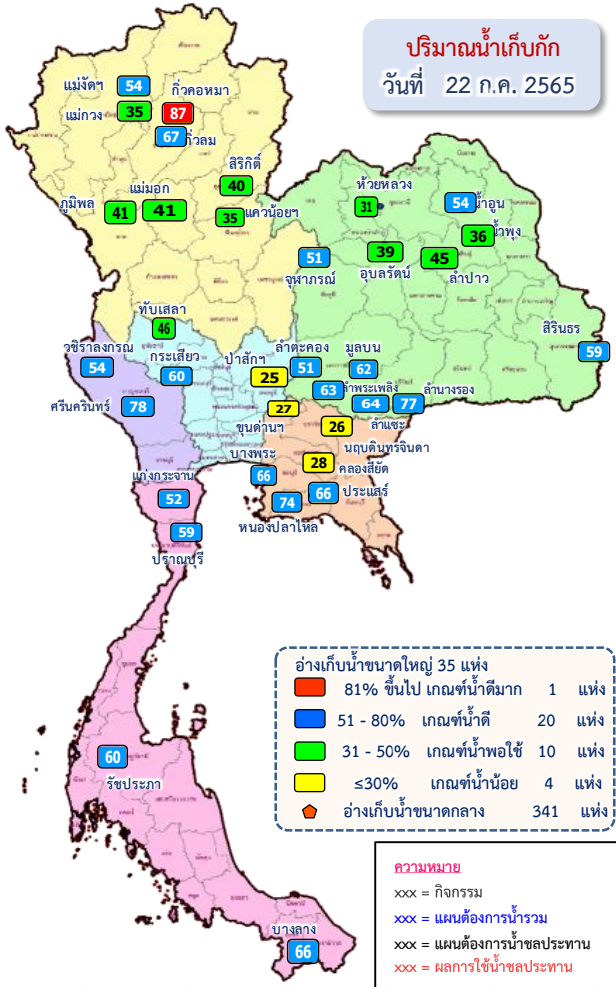 ปริมาณน้ำเก็บกัก
วันที่ 22 ก.ค. 2565
แม่งัดฯ 54
กิ่วคอหมา
แม่กวง 35
87
67 กิ่วลม
สิริกิติ์
40
ภูมิพล 41
แม่มอก
41
35 แควน้อยฯ
ห้วยหลวง
31
54 น้ำอูน
36 น้ำพุง
51
จุฬาภรณ์
39
อุบลรัตน์
45
ลำปาว
ทับเสลา
46
สิรินธร
59
วชิราลงกรณ
54
กระเสียว
60
ป่าสักฯ
25
ลำตะคอง
51
มูลบน
62
63 ลำพระเพลิง
64
ลำแซะ
77
ลำนางรอง
ศรีนครินทร์ 78
27
ขุนด่านฯ
26
นฤบดินทรจินดา
28
คลองสียัด
บางพระ
66
66 ประแสร์
74
หนองปลาไหล
แก่งกระจาน
52
59
ปราณบุรี
60
รัชประภา
บางลาง
66
อ่างเก็บน้ำขนาดใหญ่ 35 แห่ง
81% ขึ้นไป เกณฑ์น้ำดีมาก 1 แห่ง
51 - 80% เกณฑ์น้ำดี 20 แห่ง
31 - 50% เกณฑ์น้ำพอใช้ 10 แห่ง
≤30% เกณฑ์น้ำน้อย 4 แห่ง
อ่างเก็บน้ำขนาดกลาง 341 แห่ง
ความหมาย
xxx = กิจกรรม
xxx = แผนต้องการน้ำรวม
xxx = แผนต้องการน้ำชลประทาน
xxx = ผลการใช้น้ำชลประทาน